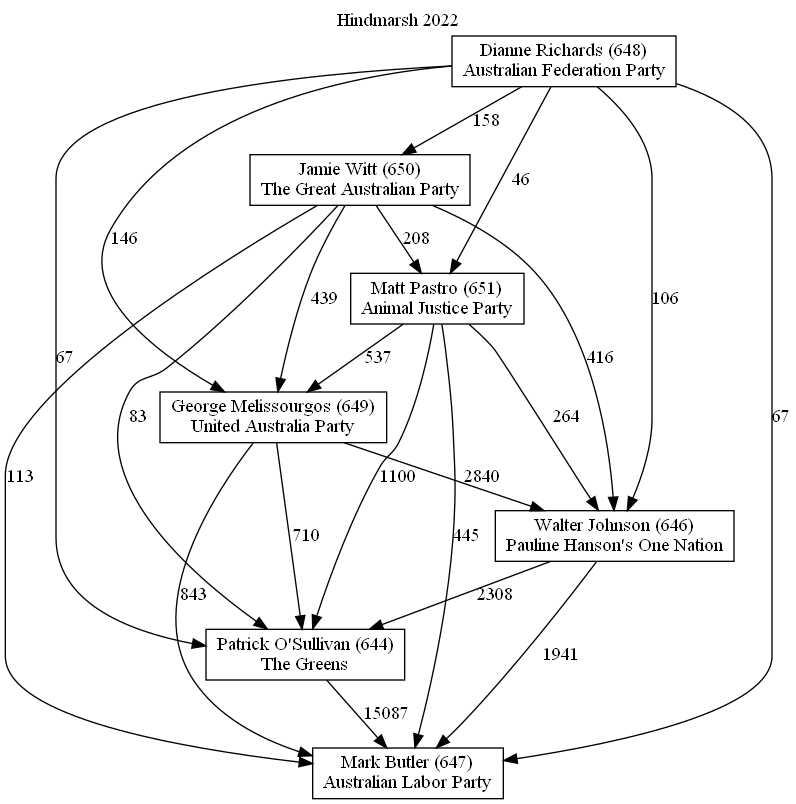 Hindmarsh 2022
Dianne Richards (648)
Australian Federation Party
158
46
Jamie Witt (650)
The Great Australian Party
146
208
439
106
Matt Pastro (651)
Animal Justice Party
67
537
416
83
George Melissourgos (649)
United Australia Party
264
67
113
1100
2840
710
445
Walter Johnson (646)
Pauline Hanson's One Nation
843
2308
Patrick O'Sullivan (644)
The Greens
1941
15087
Mark Butler (647)
Australian Labor Party